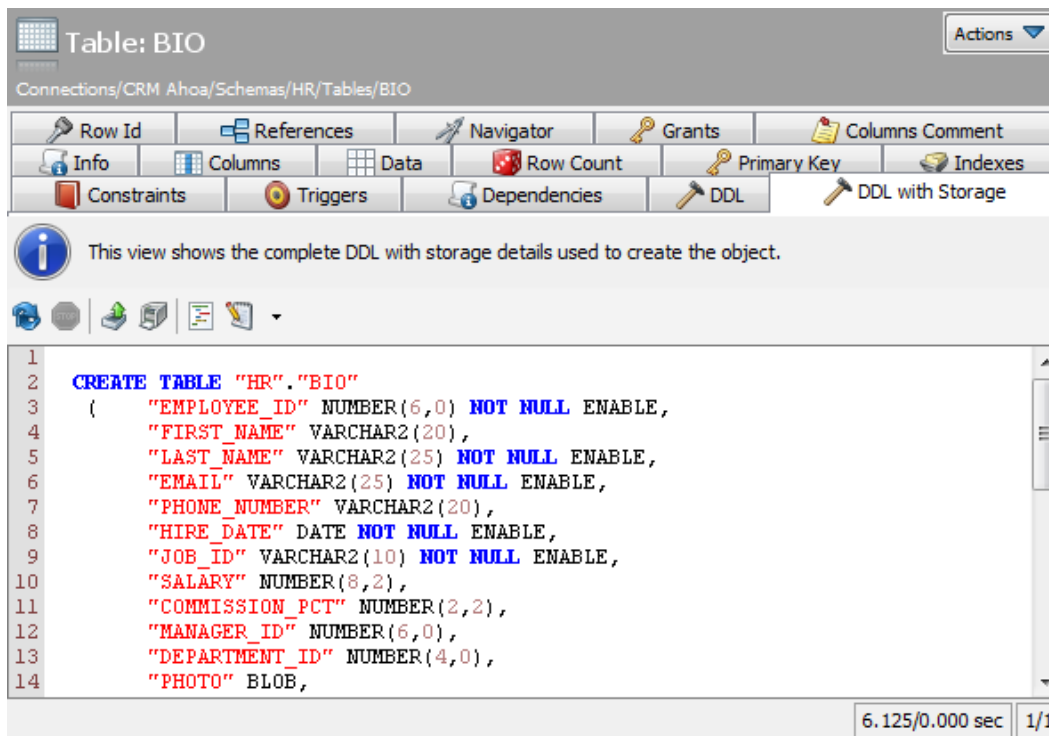 Table: BIO
Actions
Connections/CRM Ahoa/Schemas/HR/Tables/BIO
Row Id References Navigator Grants Columns Comment
Info Columns Data Row Count Primary Key Indexes
Constraints Triggers Dependencies DDL DDL with Storage
This view shows the complete DDL with storage details used to create the object.
STOP
1
2 CREATE TABLE "HR"."BIO"
3 ( "EMPLOYEE_ID" NUMBER(6,0) NOT NULL ENABLE,
4 "FIRST_NAME" VARCHAR2(20),
5 "LAST_NAME" VARCHAR2(25) NOT NULL ENABLE,
6 "EMAIL" VARCHAR2(25) NOT NULL ENABLE,
7 "PHONE_NUMBER" VARCHAR2(20),
8 "HIRE_DATE" DATE NOT NULL ENABLE,
9 "JOB_ID" VARCHAR2(10) NOT NULL ENABLE,
10 "SALARY" NUMBER(8,2),
11 "COMMISSION_PCT" NUMBER(2,2),
12 "MANAGER_ID" NUMBER(6,0),
13 "DEPARTMENT_ID" NUMBER(4,0),
14 "PHOTO" BLOB,
6.125/0.000 sec 1/1